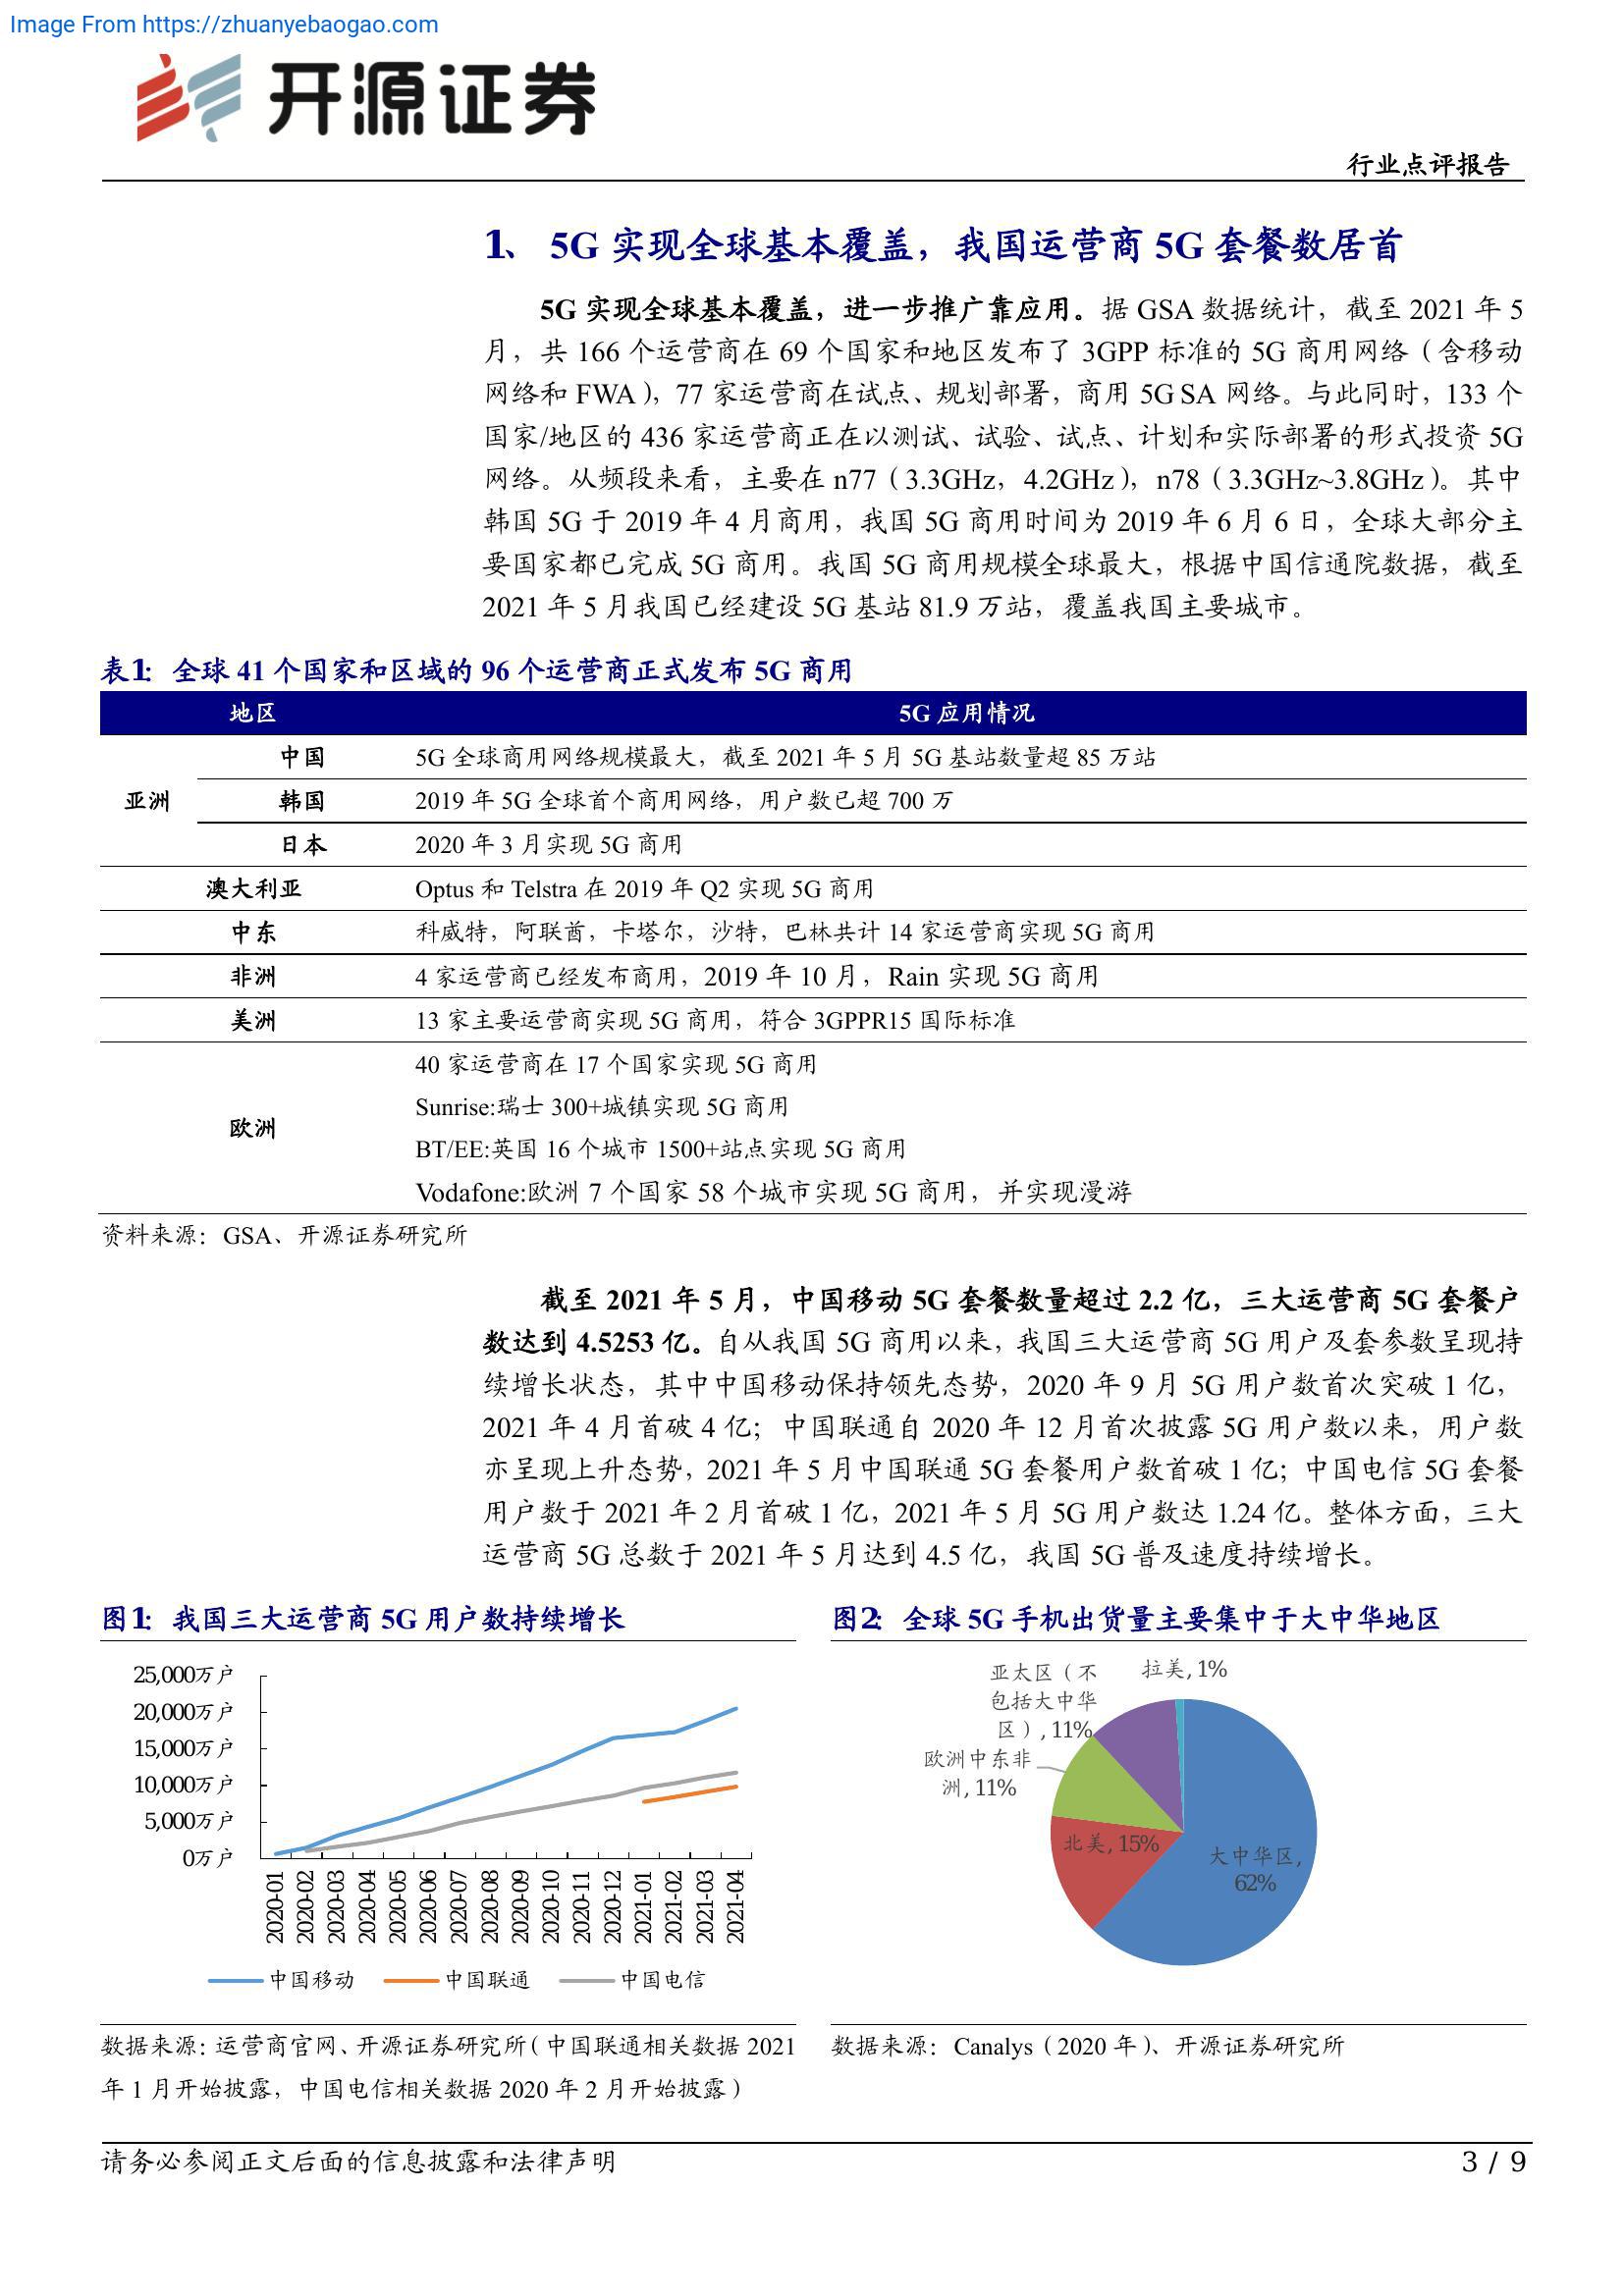 Image From https://zhuanyebaogao.com
开源证券
行业点评报告
1、 5G 实现全球基本覆盖，我国运营商 5G 套餐数居首
5G 实现全球基本覆盖，进一步推广靠应用。据 GSA 数据统计，截至 2021 年 5
月，共 166 个运营商在 69 个国家和地区发布了 3GPP 标准的 5G 商用网络（含移动
网络和 FWA），77 家运营商在试点、规划部署，商用 5G SA 网络。与此同时，133 个
国家/地区的 436 家运营商正在以测试、试验、试点、计划和实际部署的形式投资 5G
网络。从频段来看，主要在 n77（3.3GHz，4.2GHz），n78（3.3GHz~3.8GHz）。其中
韩国 5G 于 2019 年 4 月商用，我国 5G 商用时间为 2019 年 6 月 6 日，全球大部分主
要国家都已完成 5G 商用。我国 5G 商用规模全球最大，根据中国信通院数据，截至
2021 年 5 月我国已经建设 5G 基站 81.9 万站，覆盖我国主要城市。
表1： 全球 41 个国家和区域的 96 个运营商正式发布 5G 商用
地区 5G 应用情况
亚洲
中国 5G 全球商用网络规模最大，截至 2021 年 5 月 5G 基站数量超 85 万站
韩国 2019 年 5G 全球首个商用网络，用户数已超 700 万
日本 2020 年 3 月实现 5G 商用
澳大利亚 Optus 和 Telstra 在 2019 年 Q2 实现 5G 商用
中东 科威特，阿联酋，卡塔尔，沙特，巴林共计 14 家运营商实现 5G 商用
非洲 4 家运营商已经发布商用，2019 年 10 月，Rain 实现 5G 商用
美洲 13 家主要运营商实现 5G 商用，符合 3GPPR15 国际标准
欧洲
40 家运营商在 17 个国家实现 5G 商用
Sunrise:瑞士 300+城镇实现 5G 商用
BT/EE:英国 16 个城市 1500+站点实现 5G 商用
Vodafone:欧洲 7 个国家 58 个城市实现 5G 商用，并实现漫游
资料来源：GSA、开源证券研究所
截至 2021 年 5 月，中国移动 5G 套餐数量超过 2.2 亿，三大运营商 5G 套餐户
数达到 4.5253 亿。自从我国 5G 商用以来，我国三大运营商 5G 用户及套参数呈现持
续增长状态，其中中国移动保持领先态势，2020 年 9 月 5G 用户数首次突破 1 亿，
2021 年 4 月首破 4 亿；中国联通自 2020 年 12 月首次披露 5G 用户数以来，用户数
亦呈现上升态势，2021 年 5 月中国联通 5G 套餐用户数首破 1 亿；中国电信 5G 套餐
用户数于 2021 年 2 月首破 1 亿，2021 年 5 月 5G 用户数达 1.24 亿。整体方面，三大
运营商 5G 总数于 2021 年 5 月达到 4.5 亿，我国 5G 普及速度持续增长。
图1： 我国三大运营商 5G 用户数持续增长
25,000万户
20,000万户
15,000万户
10,000万户
5,000万户
0万户
2020-01
2020-02
2020-03
2020-04
2020-05
2020-06
2020-07
2020-08
2020-09
2020-10
2020-11
2020-12
2021-01
2021-02
2021-03
2021-04
中国移动 中国联通 中国电信
数据来源：运营商官网、开源证券研究所（中国联通相关数据 2021
年 1 月开始披露，中国电信相关数据 2020 年 2 月开始披露）
图2： 全球 5G 手机出货量主要集中于大中华地区
拉美, 1%
亚太区（不
包括大中华
区）, 11%
欧洲中东非
洲, 11%
北美, 15%
大中华区,
62%
数据来源：Canalys（2020 年）、开源证券研究所
请务必参阅正文后面的信息披露和法律声明
3 / 9